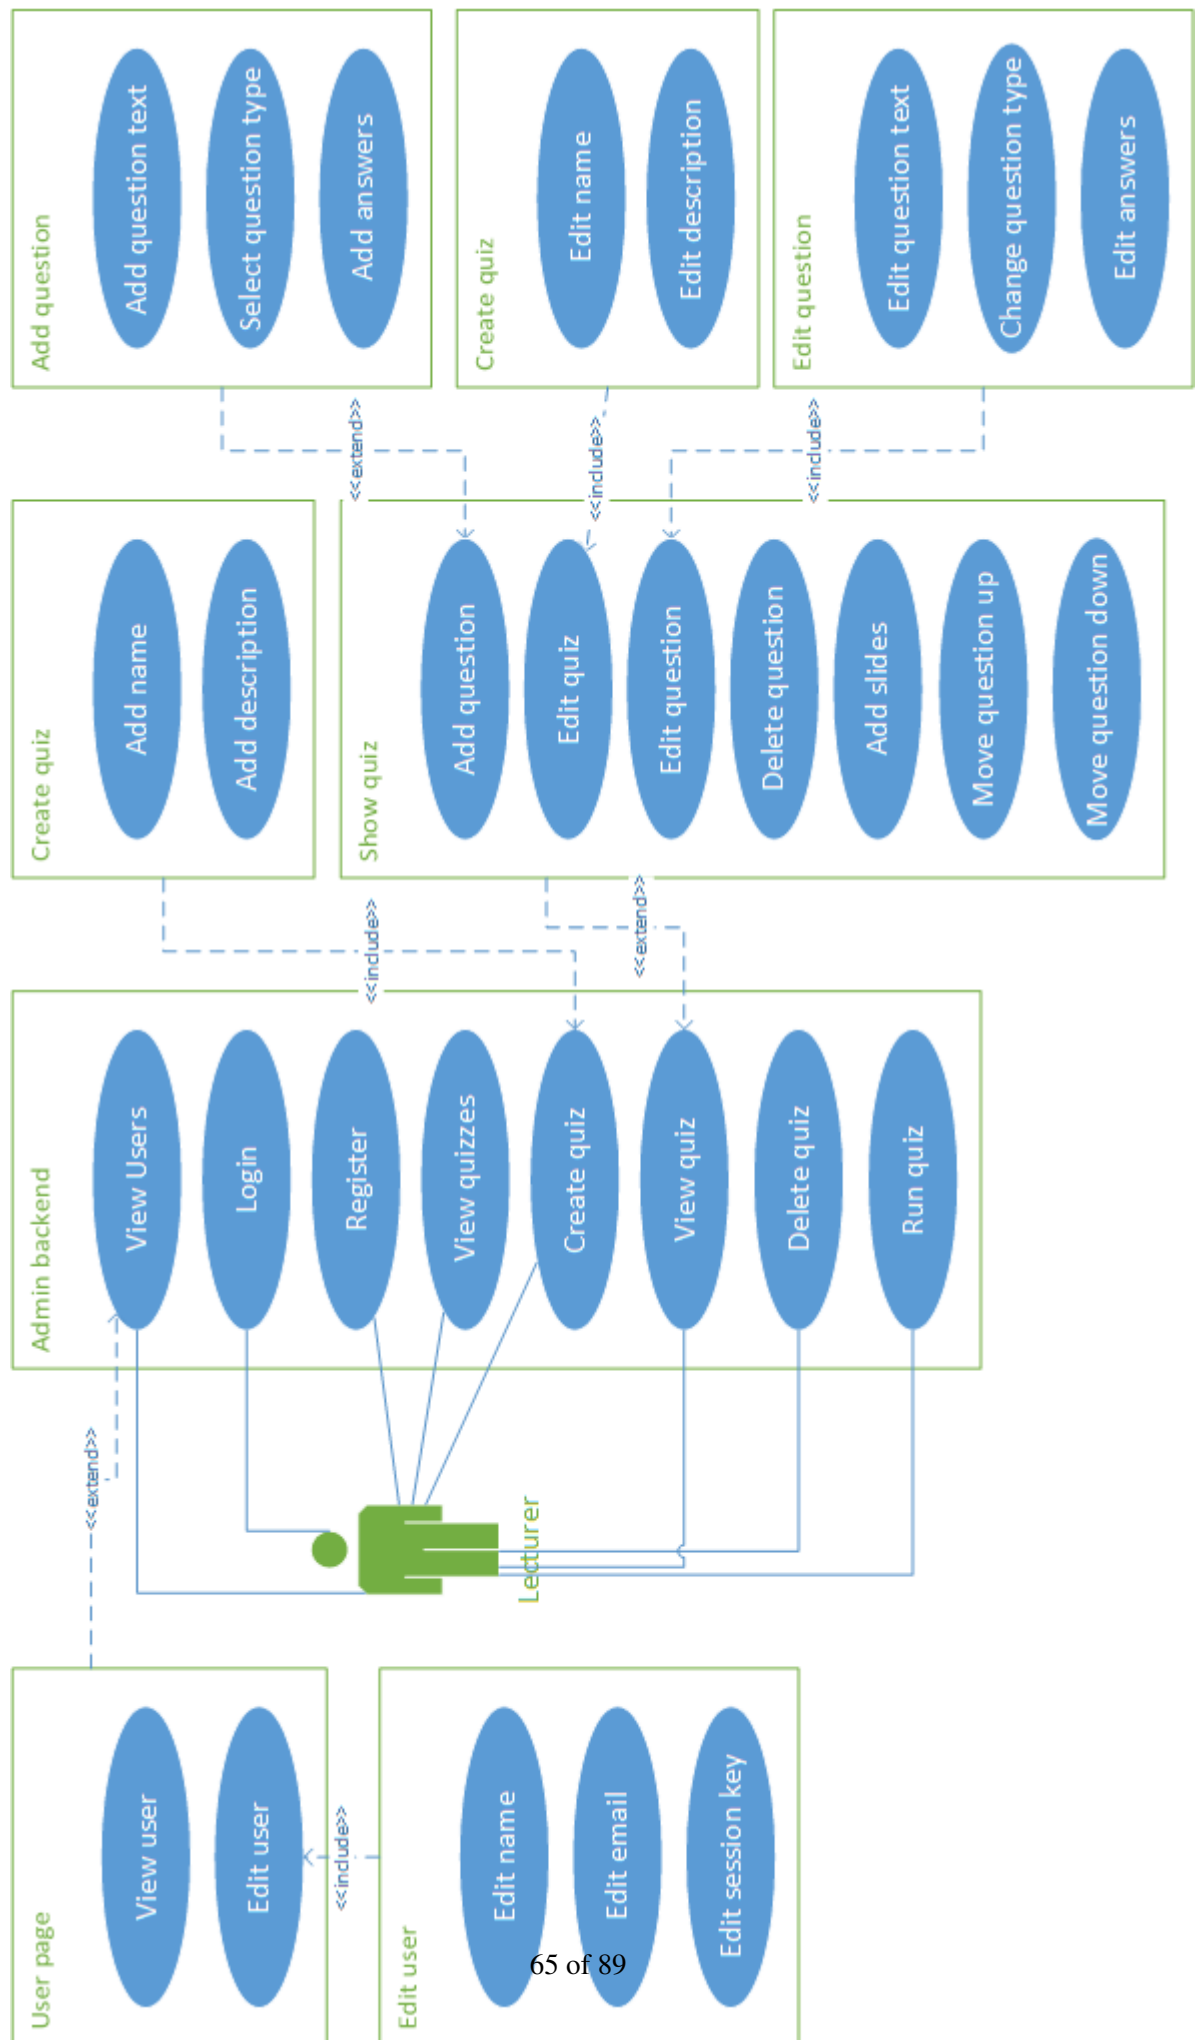 User page
View user
Edit user
<<include>>
Edit user
Edit name
Edit email
Edit session key
<<extend>>
Lecturer
Admin backend
View Users
Login
Register
View quizzes
Create quiz
View quiz
Delete quiz
Run quiz
<<include>>
<<extend>>
Create quiz
Add name
Add description
Show quiz
Add question
Edit quiz
Edit question
Delete question
Add slides
Move question up
Move question down
<<extend>>
<<include>>
<<include>>
Add question
Add question text
Select question type
Add answers
Create quiz
Edit name
Edit description
Edit question
Edit question text
Change question type
Edit answers
65 of 89